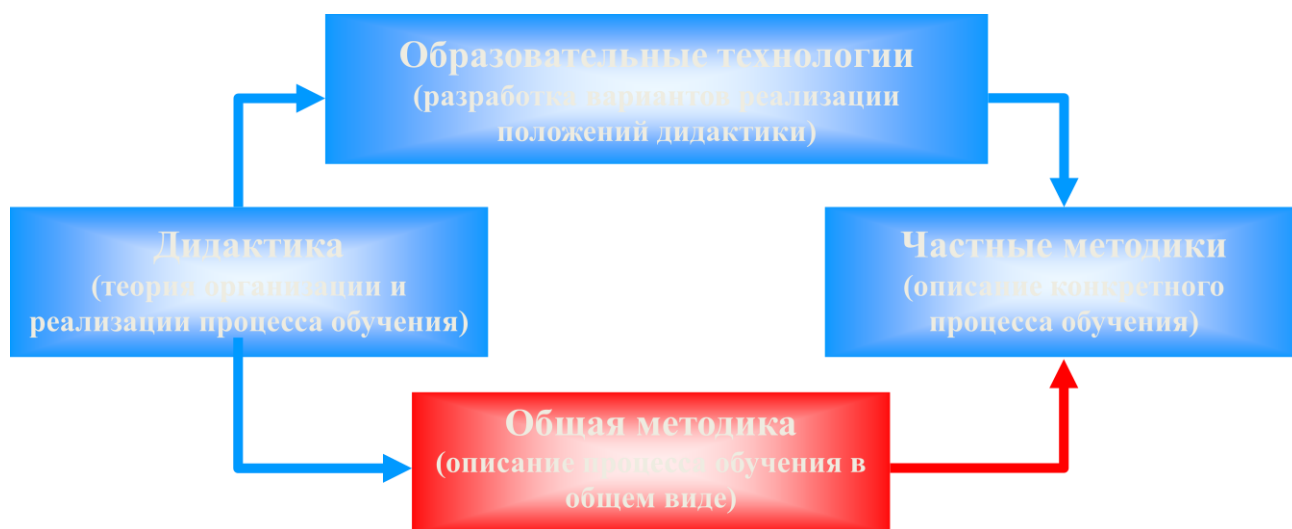 Образовательные технологии
(разработка вариантов реализации
положений дидактики)
Дидактика
(теория организации и
реализации процесса обучения)
Частные методики
(описание конкретного
процесса обучения)
Общая методика
(описание процесса обучения в
общем виде)